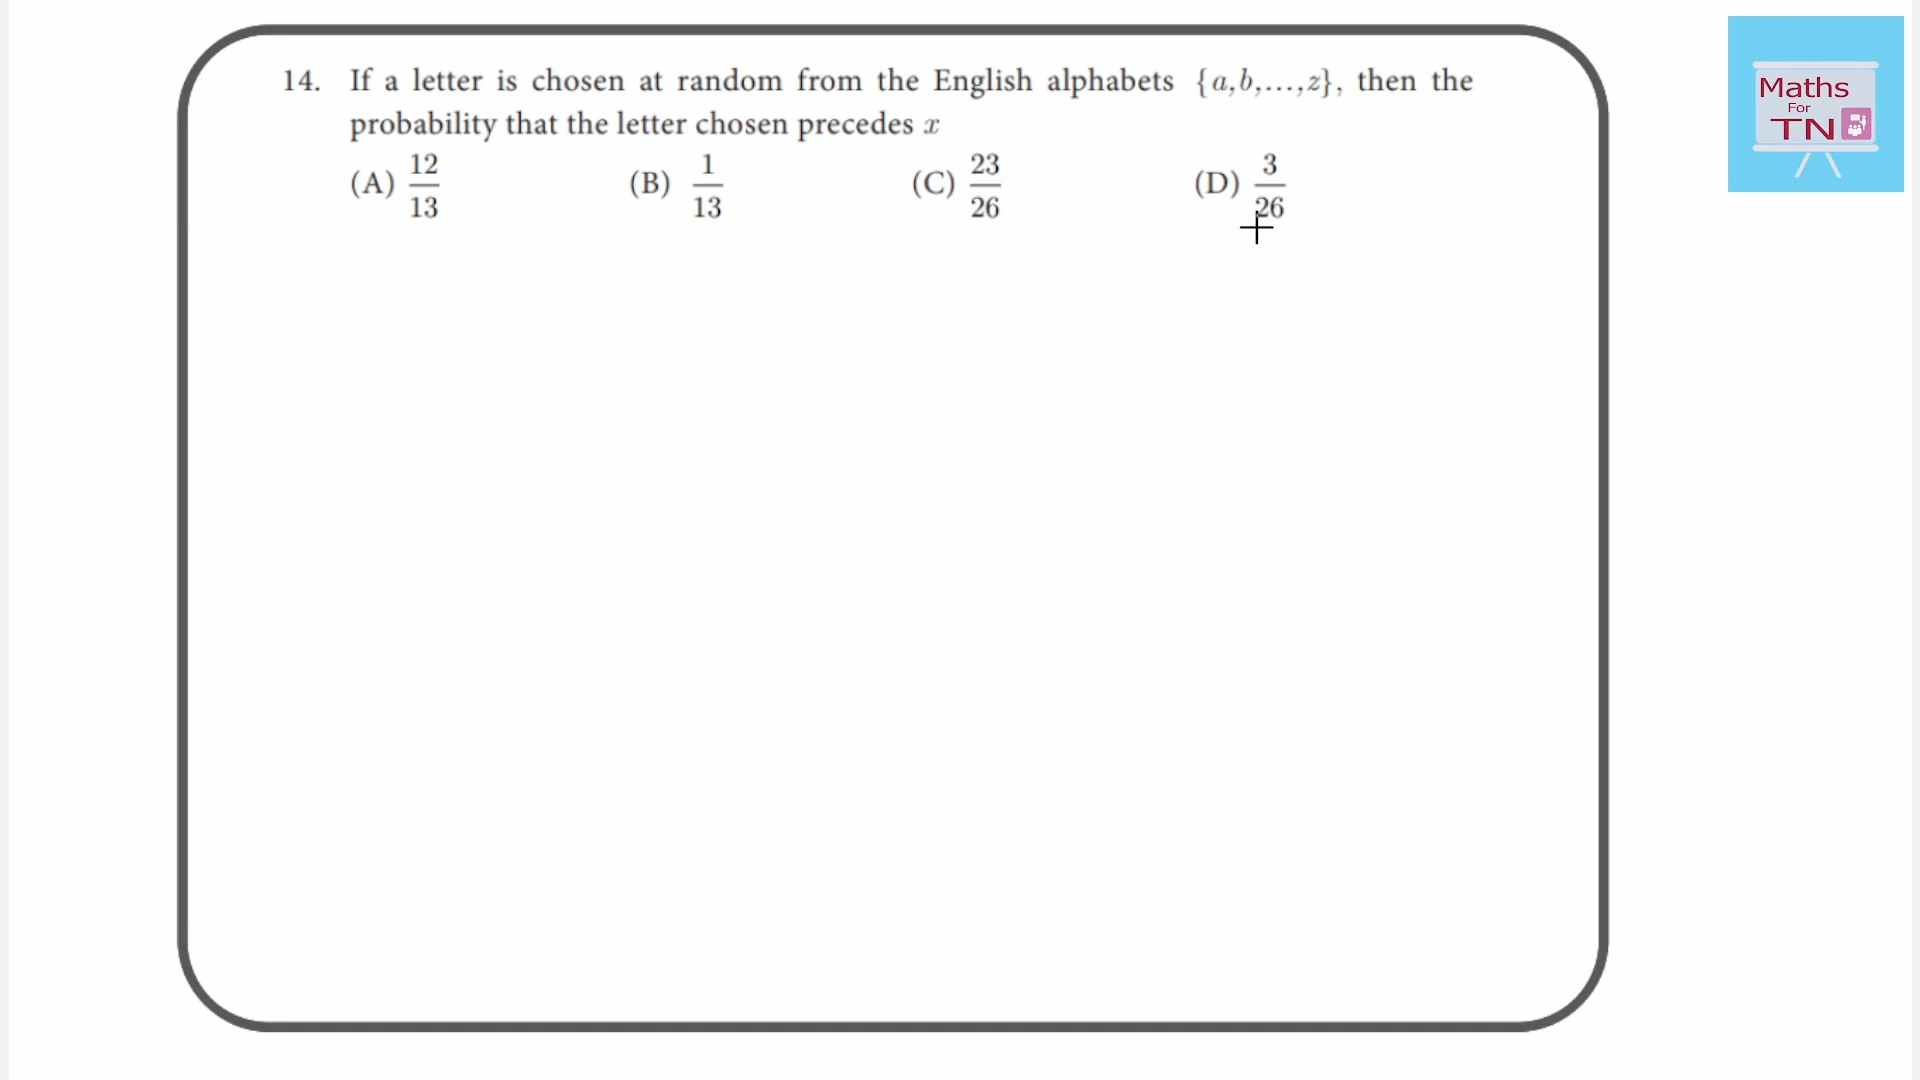 14. If a letter is chosen at random from the English alphabets {a,b,...,z}, then the
probability that the letter chosen precedes x
(A) 12/13 (B) 1/13 (C) 23/26 (D) 3/26
Maths
For
TN